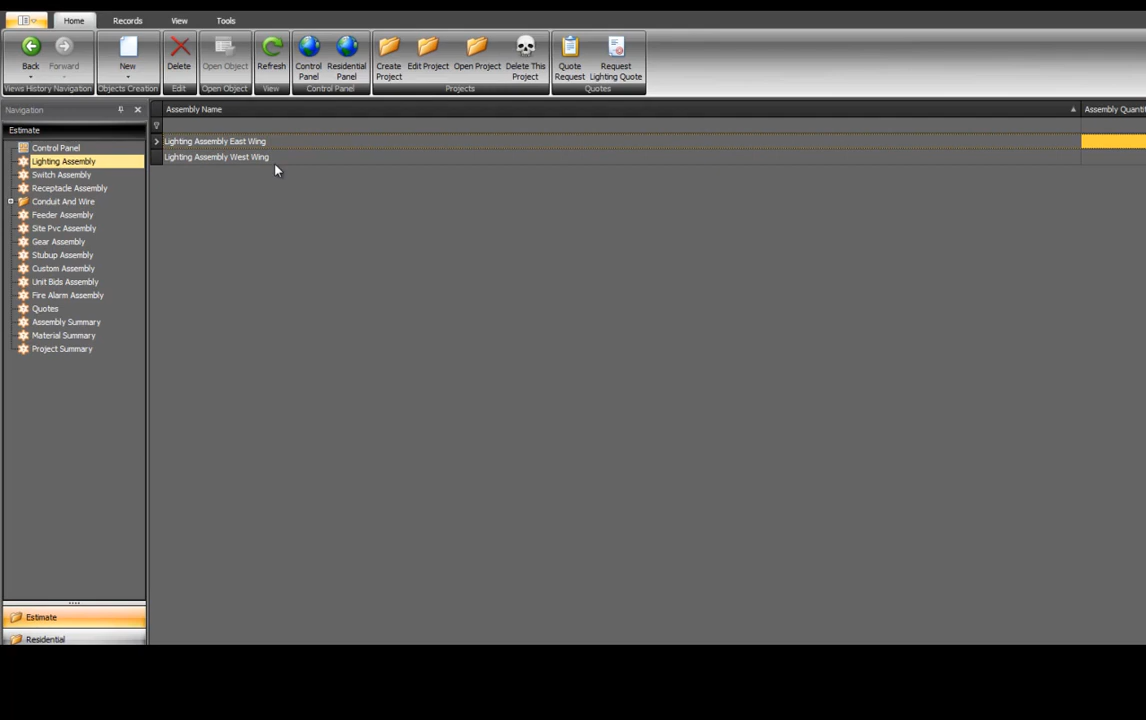 Home Records View Tools
Back Forward New Delete Open Object Refresh Control Panel Residential Panel Create Project Edit Project Open Project Delete This Project Quote Request Request Lighting Quote
Views History Navigation Objects Creation Edit Open Object View Control Panel Projects Quotes
Navigation Assembly Name Assembly Quantit
Estimate
Control Panel
Lighting Assembly East Wing
Lighting Assembly
Lighting Assembly West Wing
Switch Assembly
Receptacle Assembly
Conduit And Wire
Feeder Assembly
Site Pvc Assembly
Gear Assembly
Stubup Assembly
Custom Assembly
Unit Bids Assembly
Fire Alarm Assembly
Quotes
Assembly Summary
Material Summary
Project Summary
Estimate
Residential